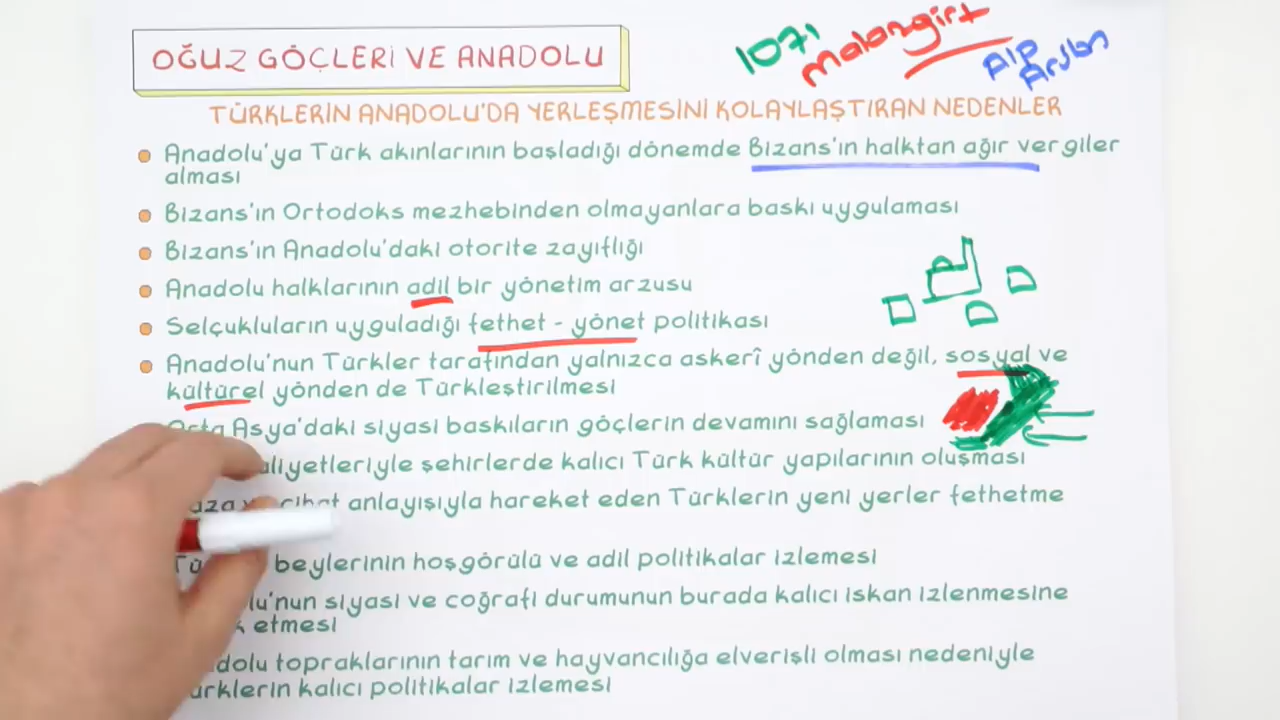 OĞUZ GÖÇLERİ VE ANADOLU
1071
Malazgirt
Alp
Arslan
TÜRKLERİN ANADOLU'DA YERLEŞMESİNİ KOLAYLAŞTIRAN NEDENLER
Anadolu'ya Türk akınlarının başladığı dönemde Bizans'ın halktan ağır vergiler
alması
Bizans'ın Ortodoks mezhebinden olmayanlara baskı uygulaması
Bizans'ın Anadolu'daki otorite zayıflığı
Anadolu halklarının adil bir yönetim arzusu
Selçukluların uyguladığı fethet - yönet politikası
Anadolu'nun Türkler tarafından yalnızca askerî yönden değil, sosyal ve
kültürel yönden de Türkleştirilmesi
Orta Asya'daki siyasi baskıların göçlerin devamını sağlaması
şehirlerde kalıcı Türk kültür yapılarının oluşması
cihat anlayışıyla hareket eden Türklerin yeni yerler fethetme
beylerinin hoşgörülü ve adil politikalar izlemesi
siyasi ve coğrafi durumunun burada kalıcı iskan izlenmesine
etmesi
topraklarının tarım ve hayvancılığa elverişli olması nedeniyle
kalıcı politikalar izlemesi